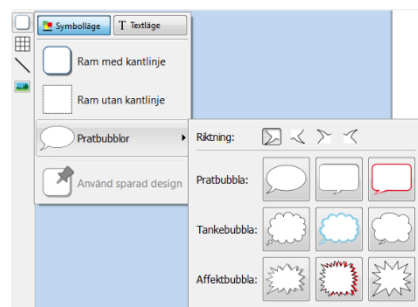 Symbolläge
T Textläge
Ram med kantlinje
Ram utan kantlinje
Pratbubblor
Använd sparad design
Riktning:
Pratbubbla:
Tankebubbla:
Affektbubbla: